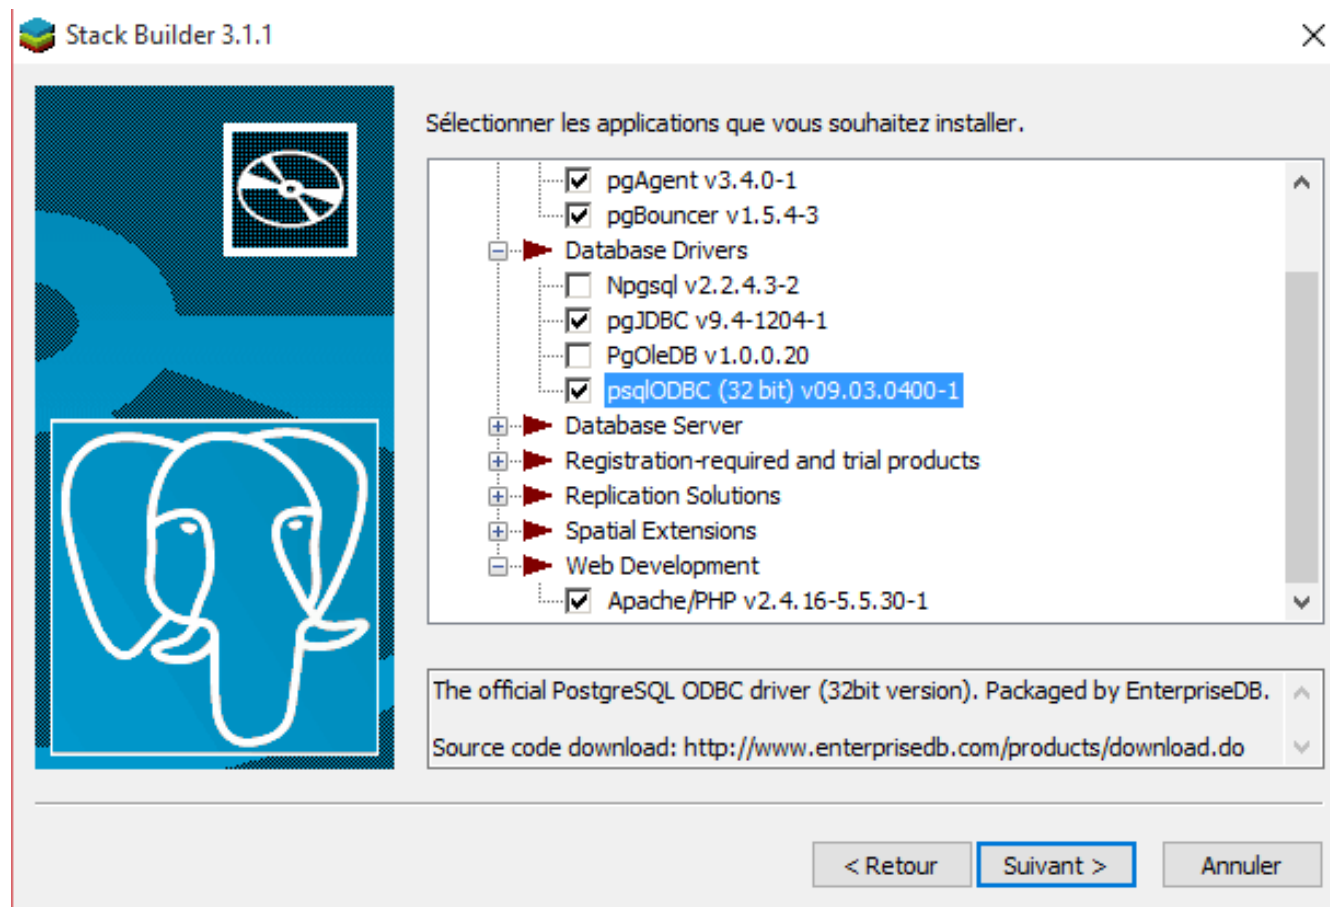 Stack Builder 3.1.1
Sélectionner les applications que vous souhaitez installer.
pgAgent v3.4.0-1
pgBouncer v1.5.4-3
Database Drivers
Npgsql v2.2.4.3-2
pgJDBC v9.4-1204-1
PgOleDB v1.0.0.20
psqlODBC (32 bit) v09.03.0400-1
Database Server
Registration-required and trial products
Replication Solutions
Spatial Extensions
Web Development
Apache/PHP v2.4.16-5.5.30-1
The official PostgreSQL ODBC driver (32bit version). Packaged by EnterpriseDB.
Source code download: http://www.enterprisedb.com/products/download.do
< Retour
Suivant >
Annuler